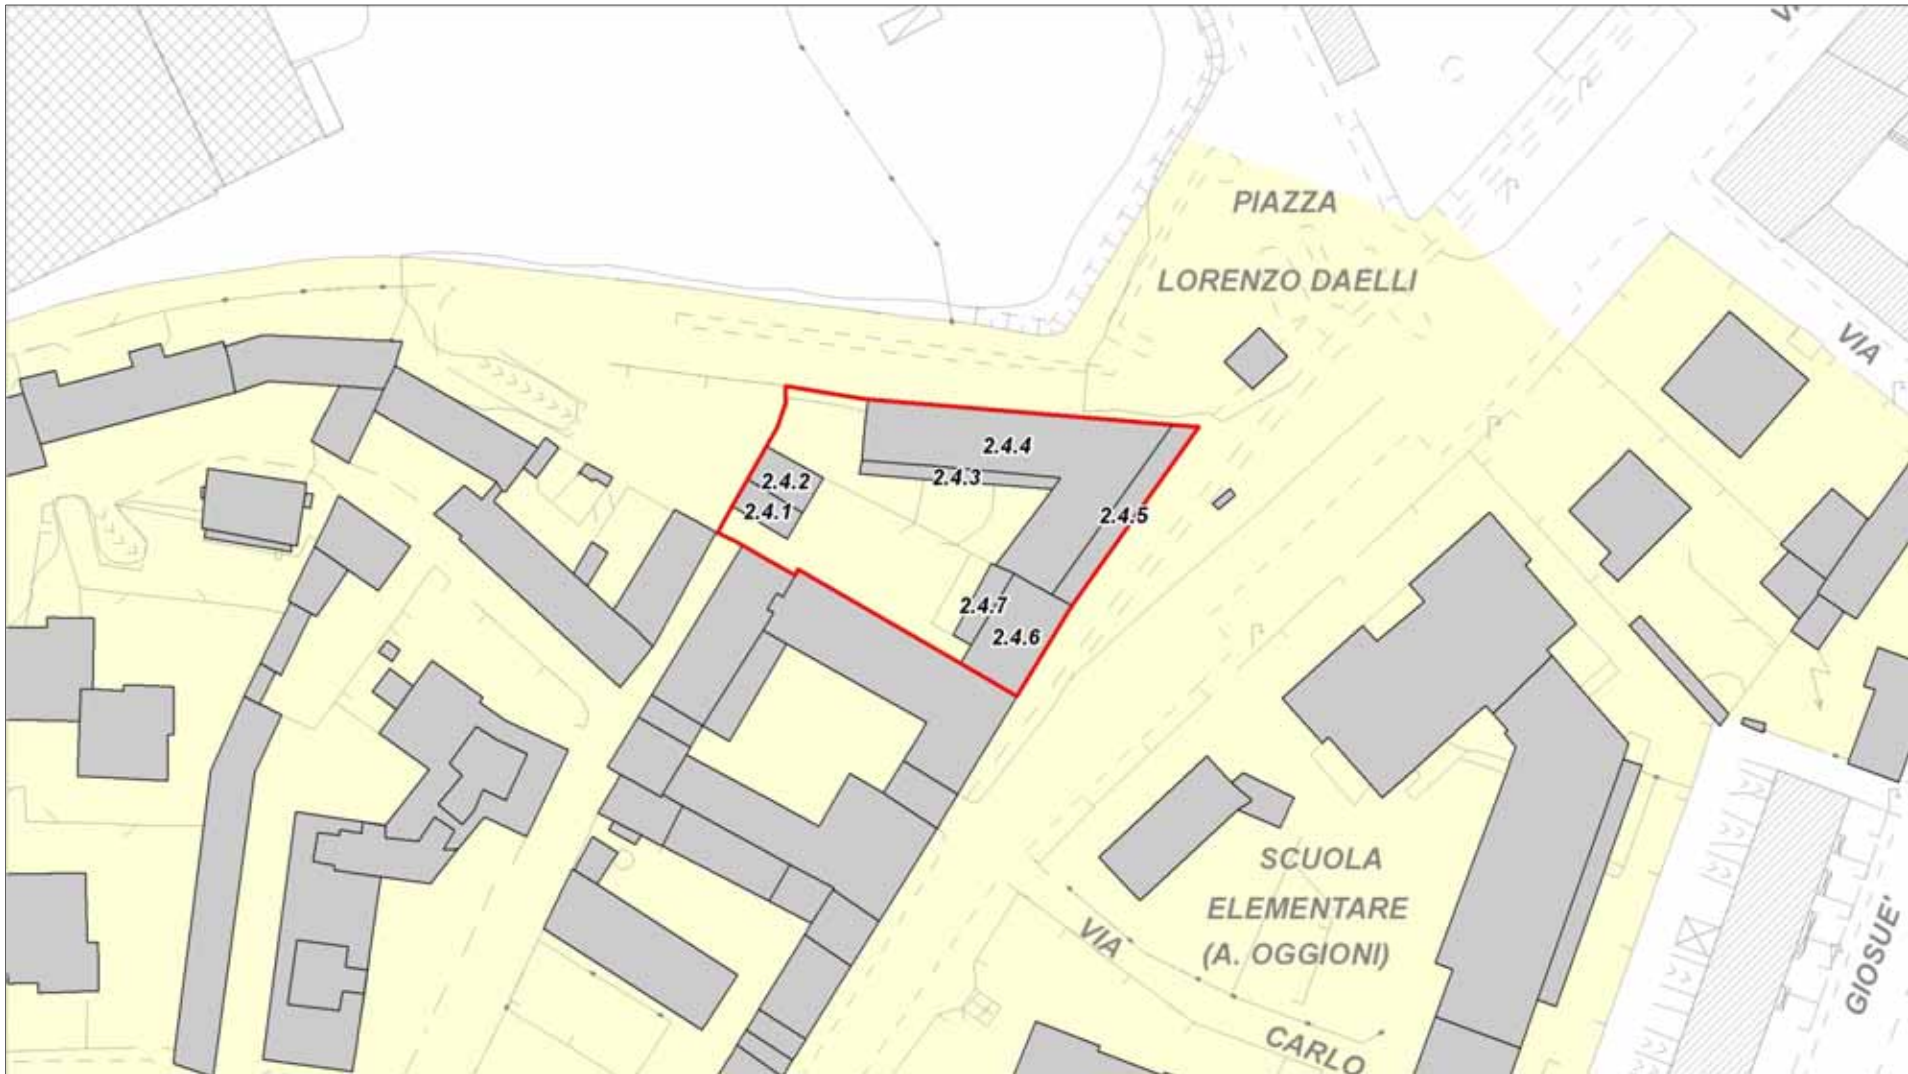 PIAZZA
LORENZO DAELLI
VIA
2.4.4
2.4.3
2.4.2
2.4.1
2.4.5
2.4.7
2.4.6
SCUOLA
ELEMENTARE
(A. OGGIONI)
VIA
CARLO
GIOSUE'